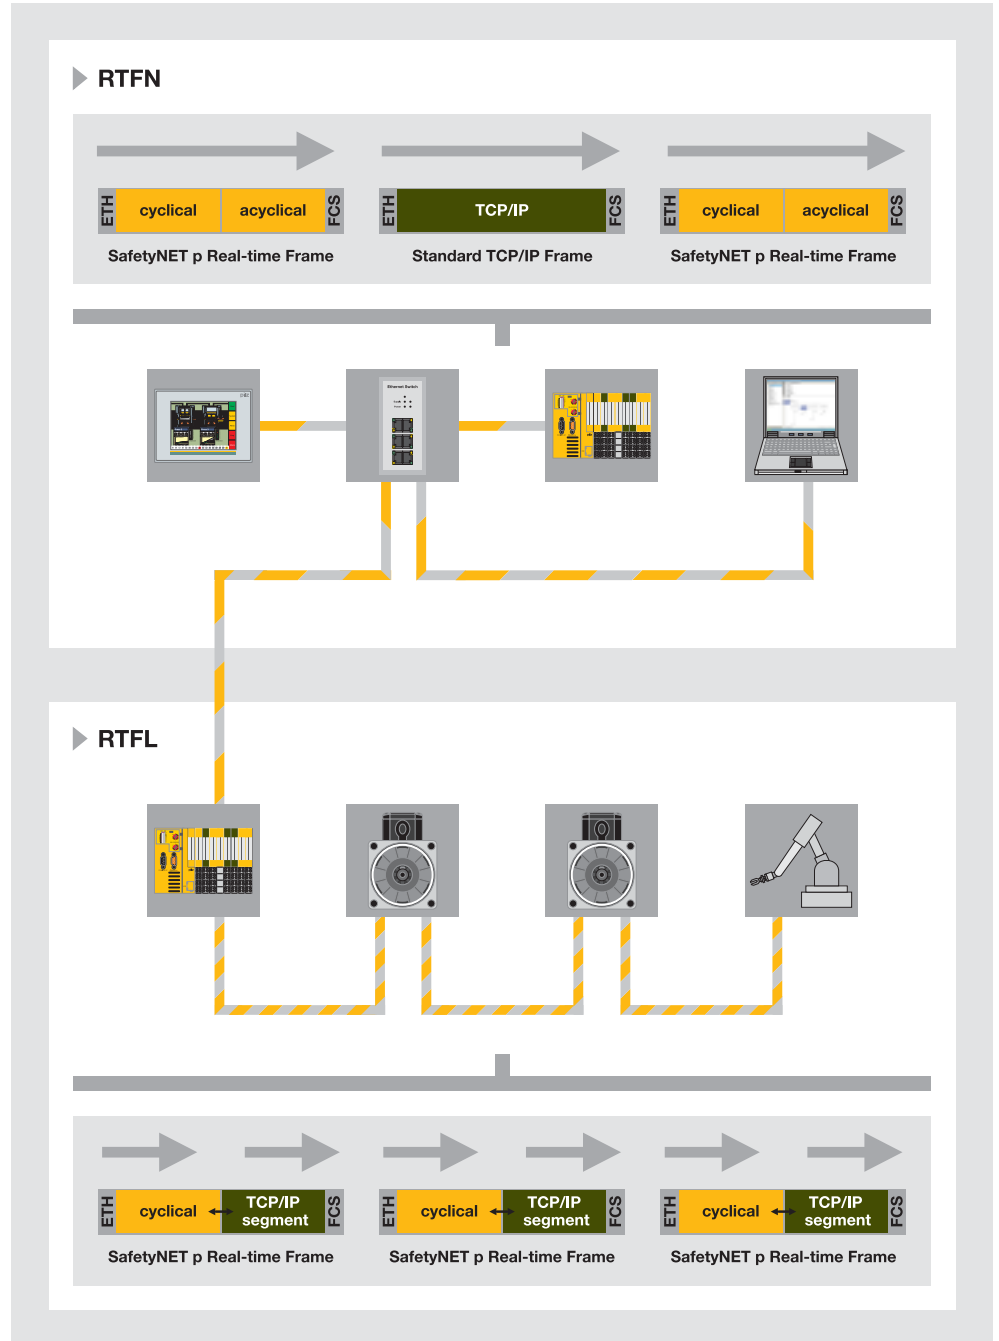 RTFN
ETH cyclical acyclical FCS
SafetyNET p Real-time Frame
ETH TCP/IP FCS
Standard TCP/IP Frame
ETH cyclical acyclical FCS
SafetyNET p Real-time Frame
Ethernet Switch
RTFL
ETH cyclical TCP/IP segment FCS
SafetyNET p Real-time Frame
ETH cyclical TCP/IP segment FCS
SafetyNET p Real-time Frame
ETH cyclical TCP/IP segment FCS
SafetyNET p Real-time Frame